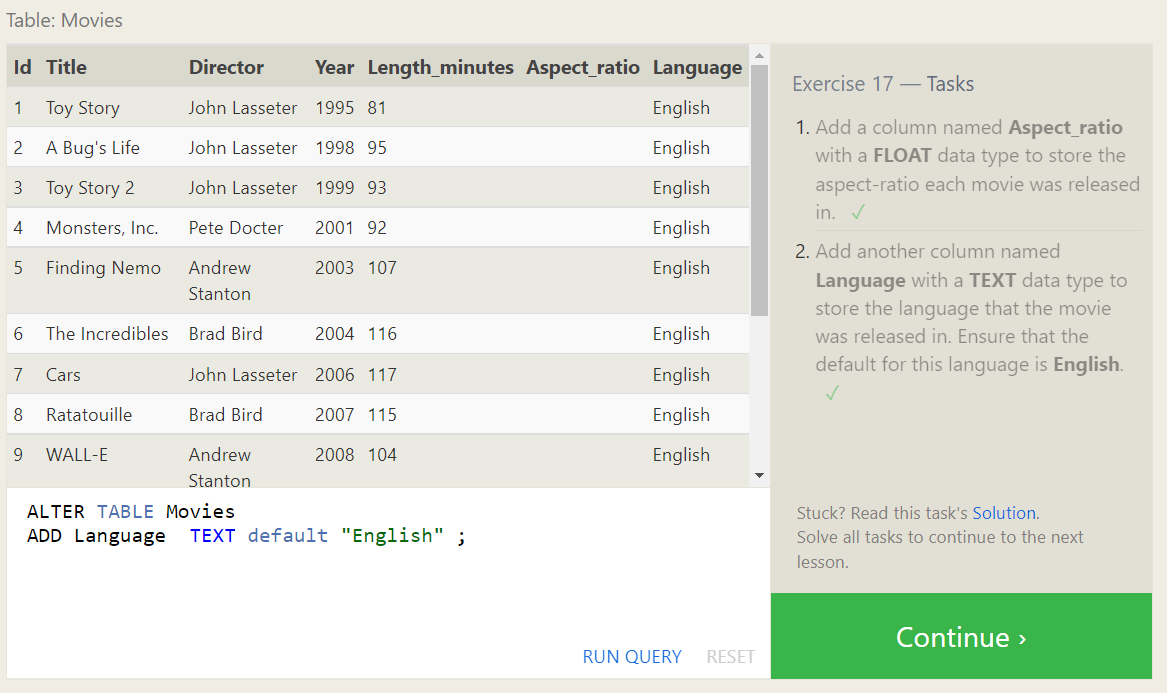 Table: Movies
Id Title Director Year Length_minutes Aspect_ratio Language
1 Toy Story John Lasseter 1995 81 English
2 A Bug's Life John Lasseter 1998 95 English
3 Toy Story 2 John Lasseter 1999 93 English
4 Monsters, Inc. Pete Docter 2001 92 English
5 Finding Nemo Andrew 2003 107 English
Stanton
6 The Incredibles Brad Bird 2004 116 English
7 Cars John Lasseter 2006 117 English
8 Ratatouille Brad Bird 2007 115 English
9 WALL-E Andrew 2008 104 English
Stanton
ALTER TABLE Movies
ADD Language  TEXT default "English" ;
RUN QUERY RESET
Exercise 17 — Tasks
1. Add a column named Aspect_ratio
with a FLOAT data type to store the
aspect-ratio each movie was released
in. ✓
2. Add another column named
Language with a TEXT data type to
store the language that the movie
was released in. Ensure that the
default for this language is English.
✓
Stuck? Read this task's Solution.
Solve all tasks to continue to the next
lesson.
Continue ›